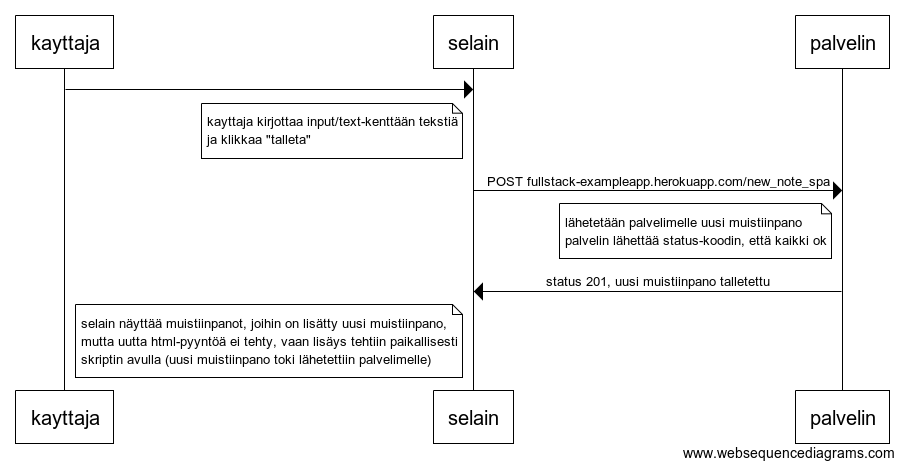 kayttaja selain palvelin
kayttaja kirjottaa input/text-kenttään tekstiä
ja klikkaa "talleta"
POST fullstack-exampleapp.herokuapp.com/new_note_spa
lähetetään palvelimelle uusi muistiinpano
palvelin lähettää status-koodin, että kaikki ok
status 201, uusi muistiinpano talletettu
selain näyttää muistiinpanot, joihin on lisätty uusi muistiinpano,
mutta uutta html-pyyntöä ei tehty, vaan lisäys tehtiin paikallisesti
skriptin avulla (uusi muistiinpano toki lähetettiin palvelimelle)
kayttaja selain palvelin
www.websequencediagrams.com